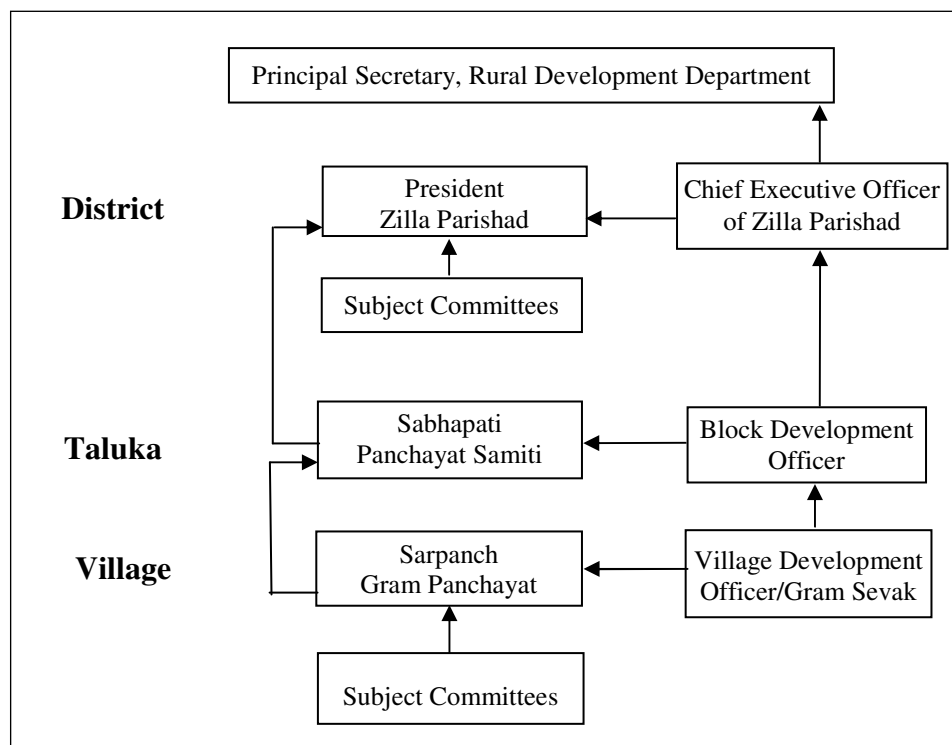 Principal Secretary, Rural Development Department
District
President
Zilla Parishad
Chief Executive Officer
of Zilla Parishad
Subject Committees
Taluka
Sabhapati
Panchayat Samiti
Block Development
Officer
Village
Sarpanch
Gram Panchayat
Village Development
Officer/Gram Sevak
Subject Committees